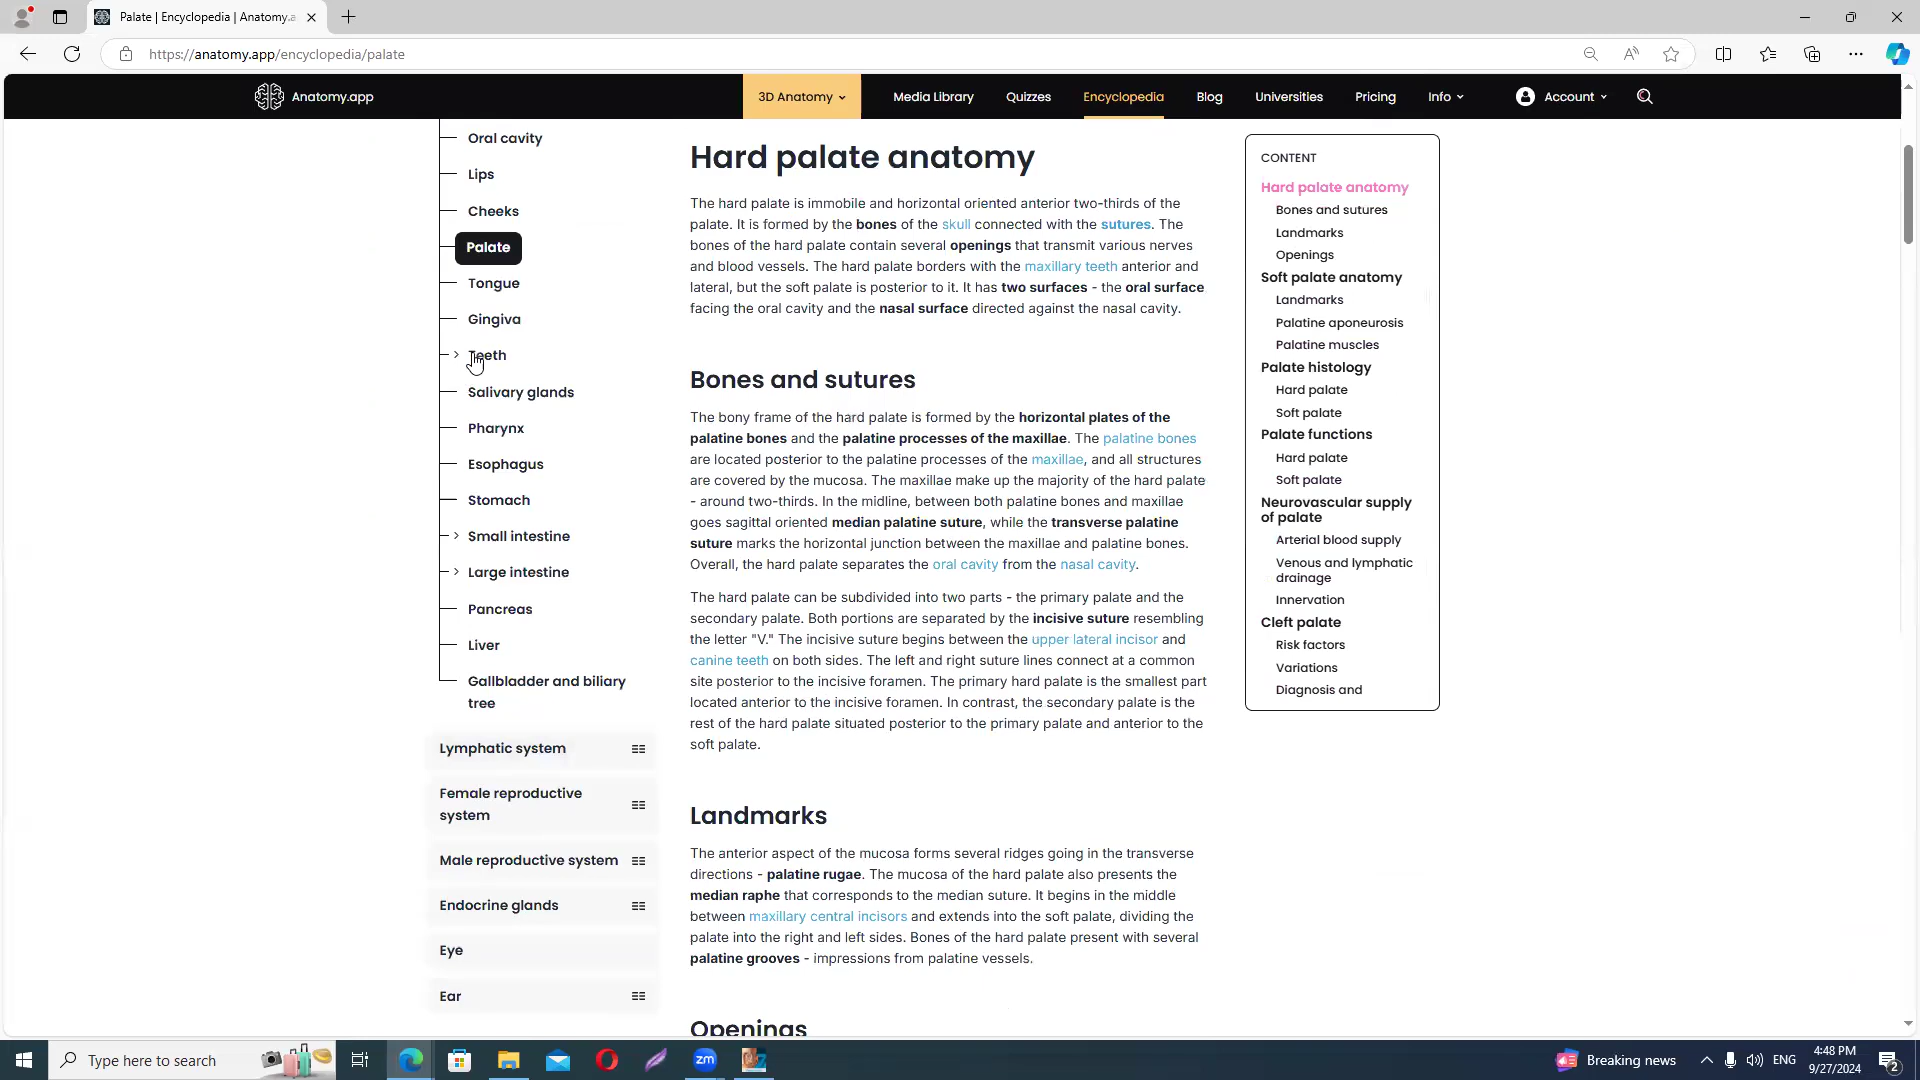 Palate | Encyclopedia | Anatomy.a
https://anatomy.app/encyclopedia/palate
Anatomy.app
3D Anatomy
Media Library
Quizzes
Encyclopedia
Blog
Universities
Pricing
Info
Account
Oral cavity
Lips
Cheeks
Palate
Tongue
Gingiva
Teeth
Salivary glands
Pharynx
Esophagus
Stomach
Small intestine
Large intestine
Pancreas
Liver
Gallbladder and biliary
tree
Lymphatic system
Female reproductive
system
Male reproductive system
Endocrine glands
Eye
Ear
Hard palate anatomy
The hard palate is immobile and horizontal oriented anterior two-thirds of the
palate. It is formed by the bones of the skull connected with the sutures. The
bones of the hard palate contain several openings that transmit various nerves
and blood vessels. The hard palate borders with the maxillary teeth anterior and
lateral, but the soft palate is posterior to it. It has two surfaces - the oral surface
facing the oral cavity and the nasal surface directed against the nasal cavity.
Bones and sutures
The bony frame of the hard palate is formed by the horizontal plates of the
palatine bones and the palatine processes of the maxillae. The palatine bones
are located posterior to the palatine processes of the maxillae, and all structures
are covered by the mucosa. The maxillae make up the majority of the hard palate
- around two-thirds. In the midline, between both palatine bones and maxillae
goes sagittal oriented median palatine suture, while the transverse palatine
suture marks the horizontal junction between the maxillae and palatine bones.
Overall, the hard palate separates the oral cavity from the nasal cavity.
The hard palate can be subdivided into two parts - the primary palate and the
secondary palate. Both portions are separated by the incisive suture resembling
the letter "V." The incisive suture begins between the upper lateral incisor and
canine teeth on both sides. The left and right suture lines connect at a common
site posterior to the incisive foramen. The primary hard palate is the smallest part
located anterior to the incisive foramen. In contrast, the secondary palate is the
rest of the hard palate situated posterior to the primary palate and anterior to the
soft palate.
Landmarks
The anterior aspect of the mucosa forms several ridges going in the transverse
directions - palatine rugae. The mucosa of the hard palate also presents the
median raphe that corresponds to the median suture. It begins in the middle
between maxillary central incisors and extends into the soft palate, dividing the
palate into the right and left sides. Bones of the hard palate present with several
palatine grooves - impressions from palatine vessels.
Openings
CONTENT
Hard palate anatomy
Bones and sutures
Landmarks
Openings
Soft palate anatomy
Landmarks
Palatine aponeurosis
Palatine muscles
Palate histology
Hard palate
Soft palate
Palate functions
Hard palate
Soft palate
Neurovascular supply
of palate
Arterial blood supply
Venous and lymphatic
drainage
Innervation
Cleft palate
Risk factors
Variations
Diagnosis and
Type here to search
zm
Breaking news
ENG
4:48 PM
9/27/2024
2